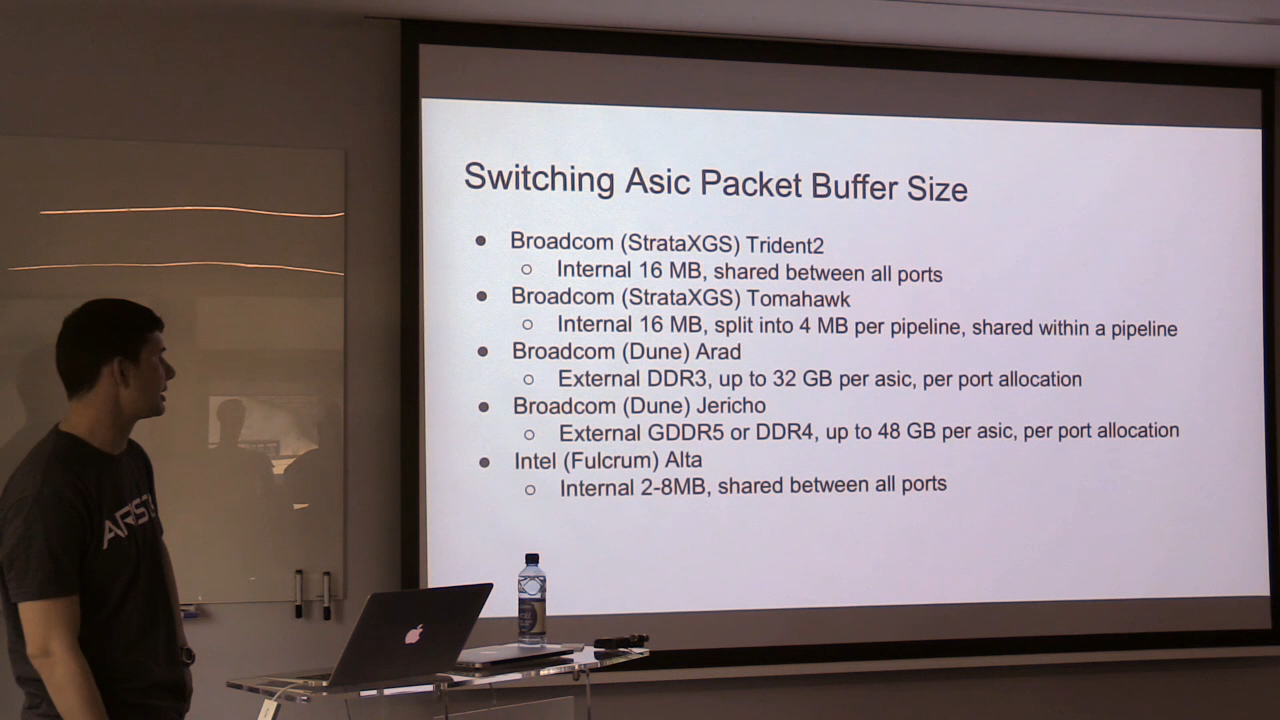 Switching Asic Packet Buffer Size
● Broadcom (StrataXGS) Trident2
○ Internal 16 MB, shared between all ports
● Broadcom (StrataXGS) Tomahawk
○ Internal 16 MB, split into 4 MB per pipeline, shared within a pipeline
● Broadcom (Dune) Arad
○ External DDR3, up to 32 GB per asic, per port allocation
● Broadcom (Dune) Jericho
○ External GDDR5 or DDR4, up to 48 GB per asic, per port allocation
● Intel (Fulcrum) Alta
○ Internal 2-8MB, shared between all ports